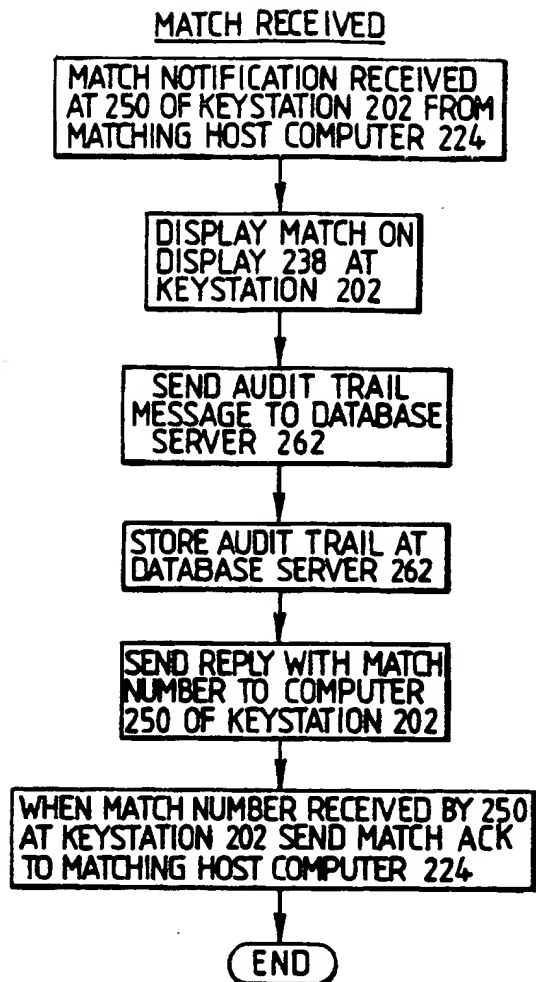 MATCH RECEIVED
MATCH NOTIFICATION RECEIVED
AT 250 OF KEYSTATION 202 FROM
MATCHING HOST COMPUTER 224
DISPLAY MATCH ON
DISPLAY 238 AT
KEYSTATION 202
SEND AUDIT TRAIL
MESSAGE TO DATABASE
SERVER 262
STORE AUDIT TRAIL AT
DATABASE SERVER 262
SEND REPLY WITH MATCH
NUMBER TO COMPUTER
250 OF KEYSTATION 202
WHEN MATCH NUMBER RECEIVED BY 250
AT KEYSTATION 202 SEND MATCH ACK
TO MATCHING HOST COMPUTER 224
END